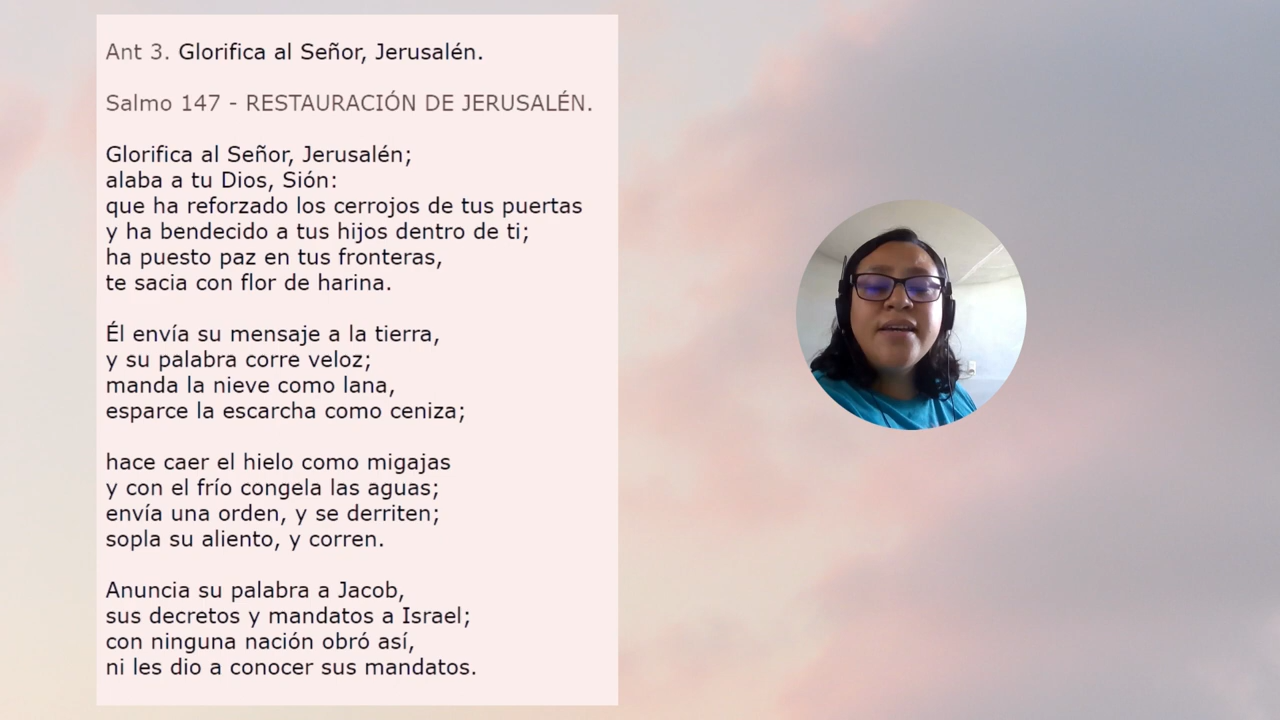 Ant 3. Glorifica al Señor, Jerusalén.
Salmo 147 - RESTAURACIÓN DE JERUSALÉN.
Glorifica al Señor, Jerusalén;
alaba a tu Dios, Sión:
que ha reforzado los cerrojos de tus puertas
y ha bendecido a tus hijos dentro de ti;
ha puesto paz en tus fronteras,
te sacia con flor de harina.
Él envía su mensaje a la tierra,
y su palabra corre veloz;
manda la nieve como lana,
esparce la escarcha como ceniza;
hace caer el hielo como migajas
y con el frío congela las aguas;
envía una orden, y se derriten;
sopla su aliento, y corren.
Anuncia su palabra a Jacob,
sus decretos y mandatos a Israel;
con ninguna nación obró así,
ni les dio a conocer sus mandatos.